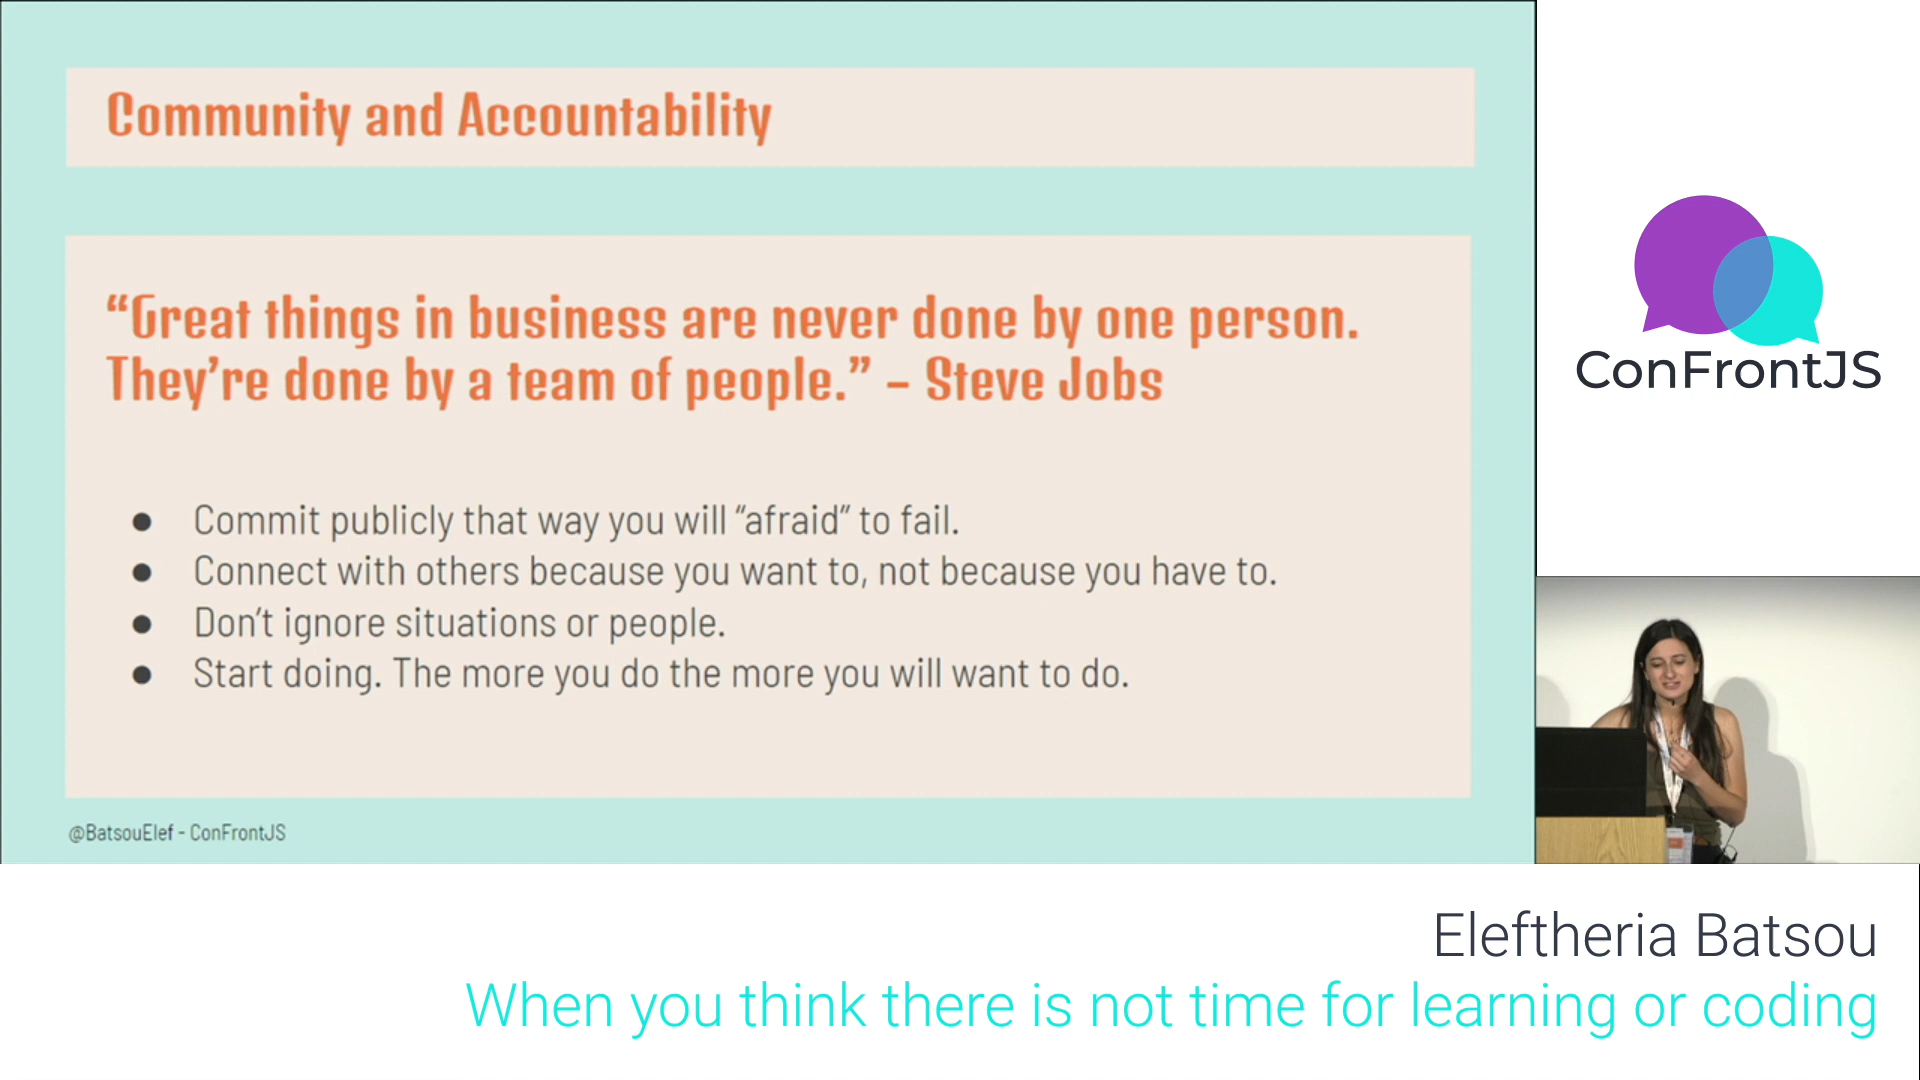 Community and Accountability
“Great things in business are never done by one person.
They’re done by a team of people.” – Steve Jobs
● Commit publicly that way you will “afraid” to fail.
● Connect with others because you want to, not because you have to.
● Don’t ignore situations or people.
● Start doing. The more you do the more you will want to do.
@BatsouElef - ConFrontJS
ConFrontJS
Eleftheria Batsou
When you think there is not time for learning or coding